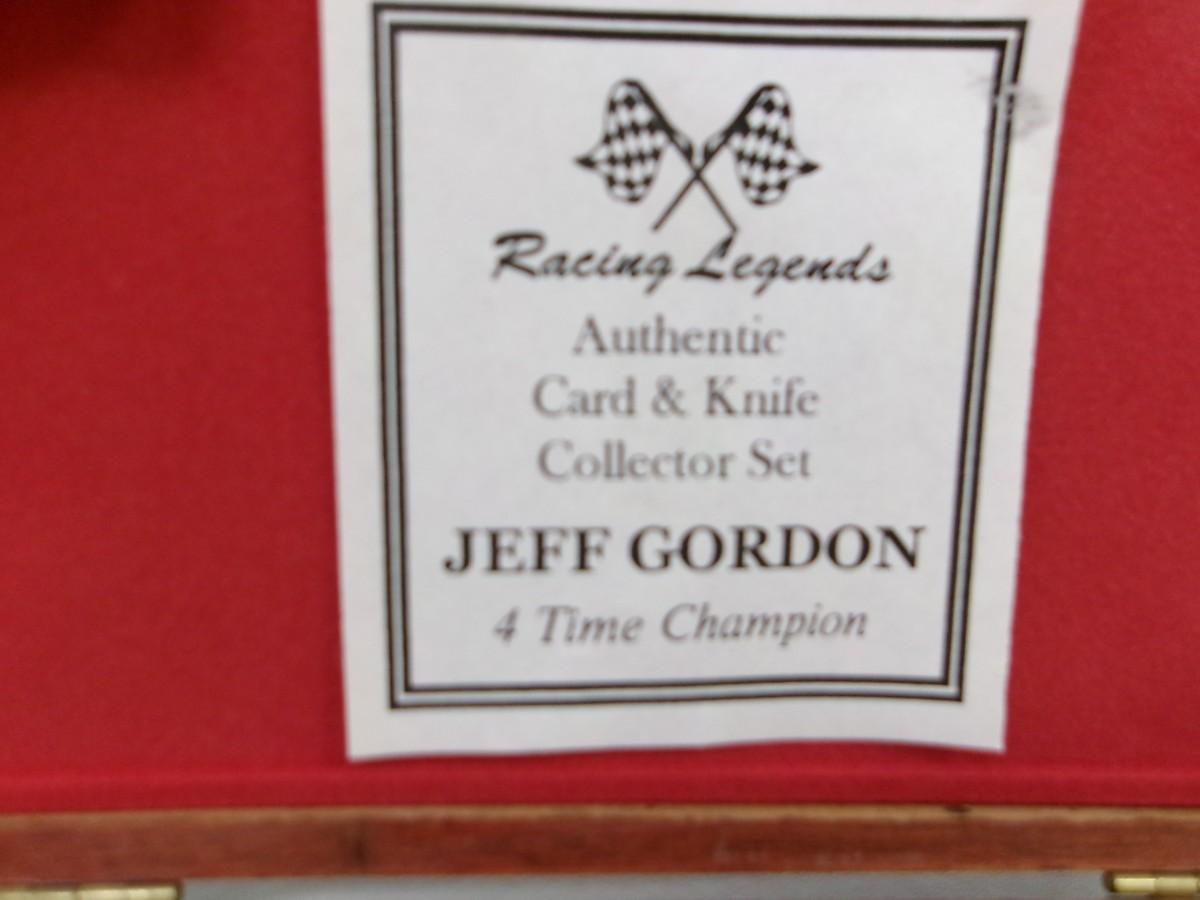 Racing Legends
Authentic
Card & Knife
Collector Set
JEFF GORDON
4 Time Champion